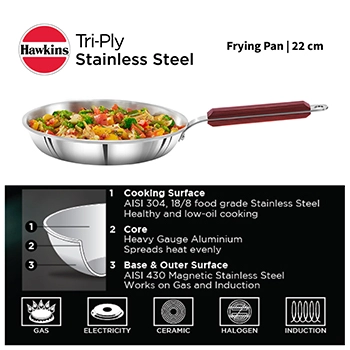 Hawkins
Tri-Ply
Stainless Steel
Frying Pan | 22 cm
1 Cooking Surface
AISI 304, 18/8 food grade Stainless Steel
Healthy and low-oil cooking
2 Core
Heavy Gauge Aluminium
Spreads heat evenly
3 Base & Outer Surface
AISI 430 Magnetic Stainless Steel
Works on Gas and Induction
1
2
3
GAS
ELECTRICITY
CERAMIC
HALOGEN
INDUCTION